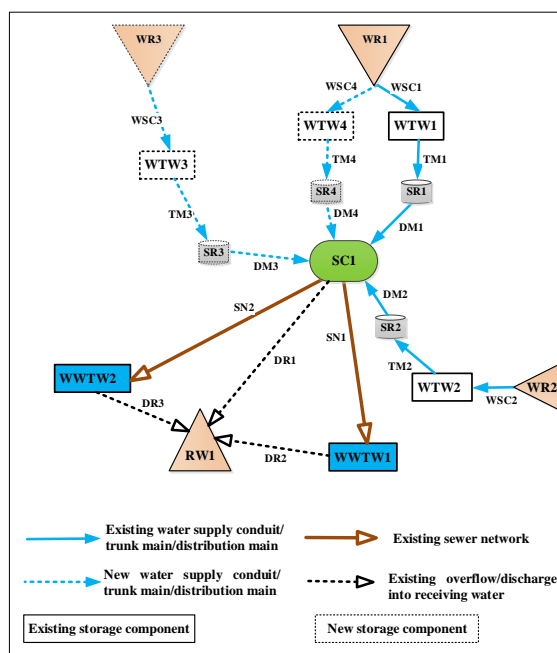 WR3
WR1
WSC4
WSC1
WSC3
WTW4
WTW1
WTW3
TM4
TM1
TM3
SR4
SR1
DM4
DM1
SR3
DM3
SC1
DM2
SN2
SR2
SN1
DR1
TM2
WWTW2
WTW2
WR2
WSC2
DR3
RW1
DR2
WWTW1
Existing water supply conduit/
trunk main/distribution main
Existing sewer network
New water supply conduit/
trunk main/distribution main
Existing overflow/discharge
into receiving water
Existing storage component
New storage component